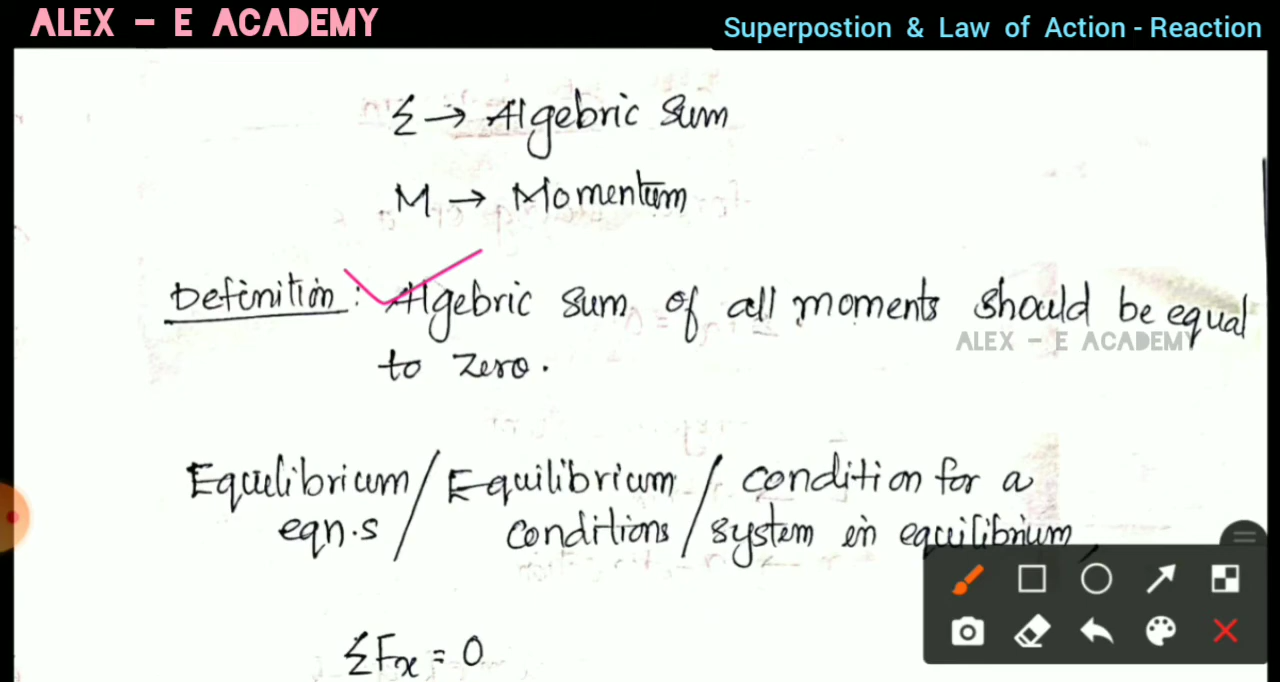 ALEX - E ACADEMY
Superpostion & Law of Action - Reaction
Σ → Algebric sum
M → Momentum
Definition : Algebric sum of all moments should be equal
ALEX - E ACADEMY
to zero.
Equelibrium / Equilibrium / condition for a
eqn.s / conditions / system in equilibrium
ΣFx = 0